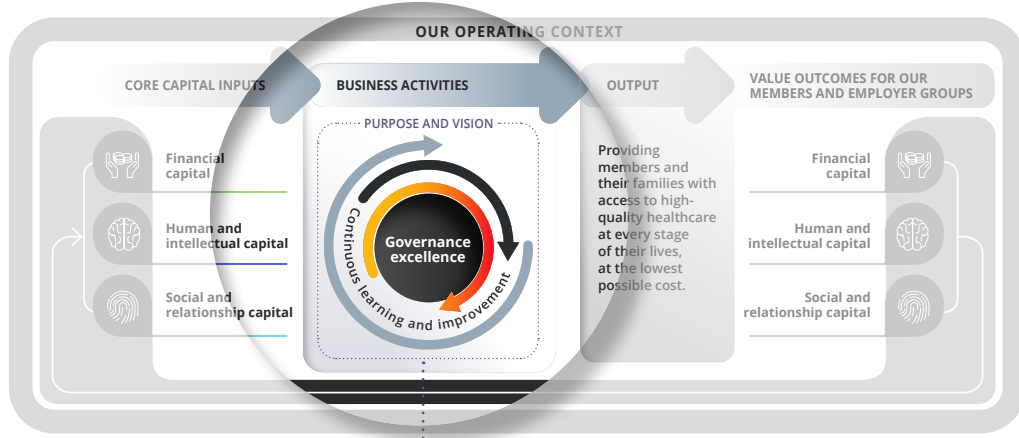 OUR OPERATING CONTEXT
CORE CAPITAL INPUTS
BUSINESS ACTIVITIES
OUTPUT
VALUE OUTCOMES FOR OUR
MEMBERS AND EMPLOYER GROUPS
Financial
capital
Human and
intellectual capital
Social and
relationship capital
PURPOSE AND VISION
Governance
excellence
Continuous learning and improvement
Providing
members and
their families with
access to high-
quality healthcare
at every stage
of their lives,
at the lowest
possible cost.
Financial
capital
Human and
intellectual capital
Social and
relationship capital